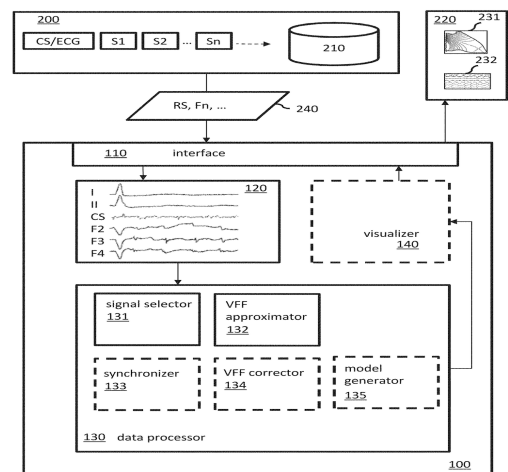 200
CS/ECG S1 S2 ... Sn
210
220
231
232
RS, Fn, ...
240
110 interface
120
I
II
CS
F2
F3
F4
visualizer
140
signal selector
131
VFF
approximator
132
synchronizer
133
VFF corrector
134
model
generator
135
130 data processor
100